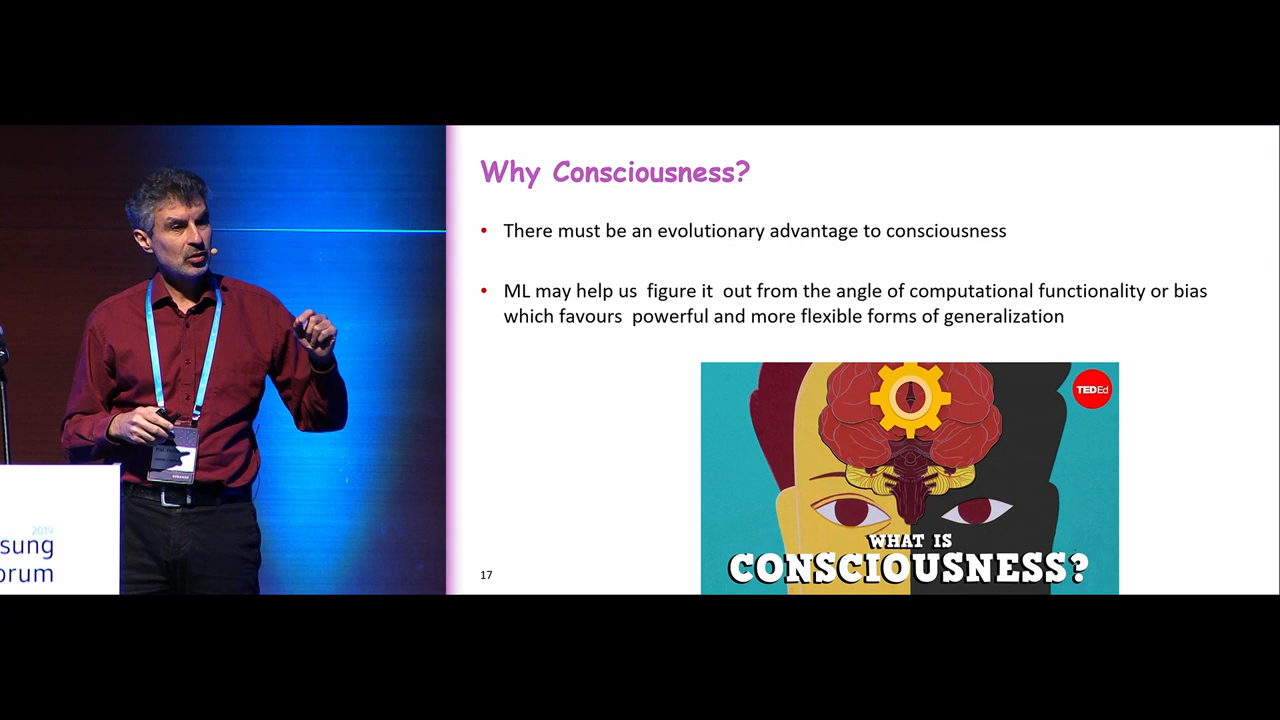 Why Consciousness?
• There must be an evolutionary advantage to consciousness
• ML may help us figure it out from the angle of computational functionality or bias
which favours powerful and more flexible forms of generalization
TEDEd
WHAT IS
CONSCIOUSNESS?
17
2019
sung
orum